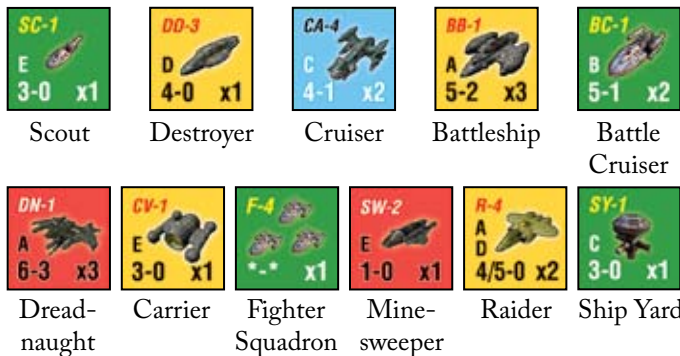 SC-1
E
3-0 x1
Scout
DD-3
D
4-0 x1
Destroyer
CA-4
C
4-1 x2
Cruiser
BB-1
A
5-2 x3
Battleship
BC-1
B
5-1 x2
Battle
Cruiser
DN-1
A
6-3 x3
Dread-
naught
CV-1
E
3-0 x1
Carrier
F-4
*-* x1
Fighter
Squadron
SW-2
E
1-0 x1
Mine-
sweeper
R-4
A
D
4/5-0 x2
Raider
SY-1
C
3-0 x1
Ship Yard